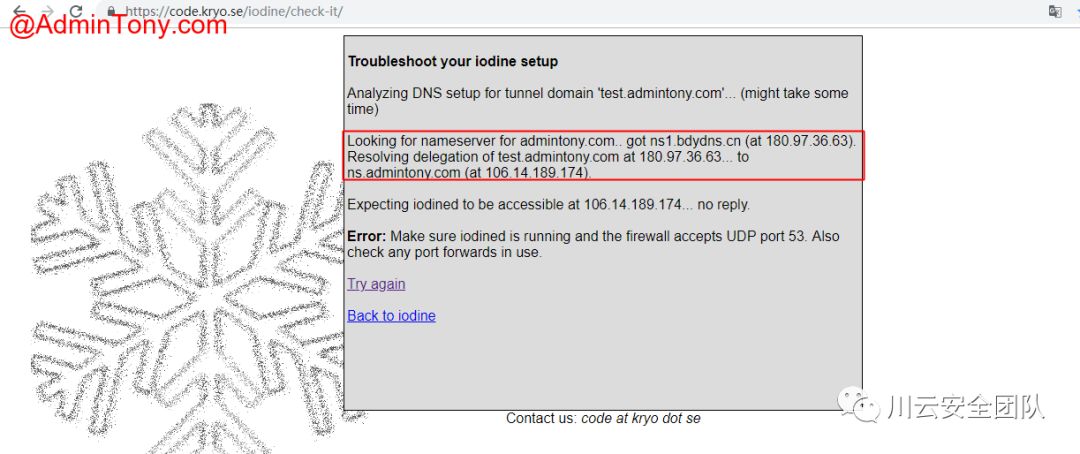 https://code.kryo.se/iodine/check-it/
@AdminTony.com
Troubleshoot your iodine setup
Analyzing DNS setup for tunnel domain 'test.admintony.com'... (might take some
time)
Looking for nameserver for admintony.com.. got ns1.bdydns.cn (at 180.97.36.63).
Resolving delegation of test.admintony.com at 180.97.36.63... to
ns.admintony.com (at 106.14.189.174).
Expecting iodined to be accessible at 106.14.189.174... no reply.
Error: Make sure iodined is running and the firewall accepts UDP port 53. Also
check any port forwards in use.
Try again
Back to iodine
川云安全团队
Contact us: code at kryo dot se